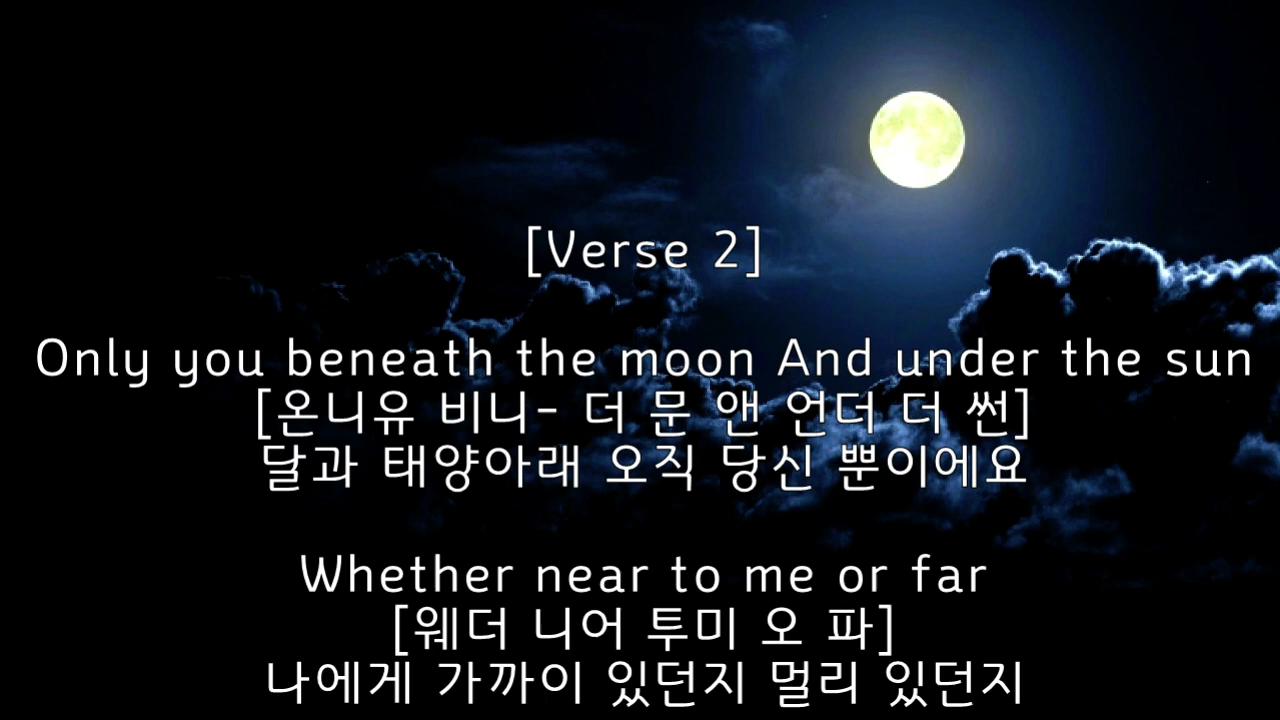 [Verse 2]
Only you beneath the moon And under the sun
[온니유 비니- 더 문 앤 언더 더 썬]
달과 태양아래 오직 당신 뿐이에요
Whether near to me or far
[웨더 니어 투미 오 파]
나에게 가까이 있던지 멀리 있던지